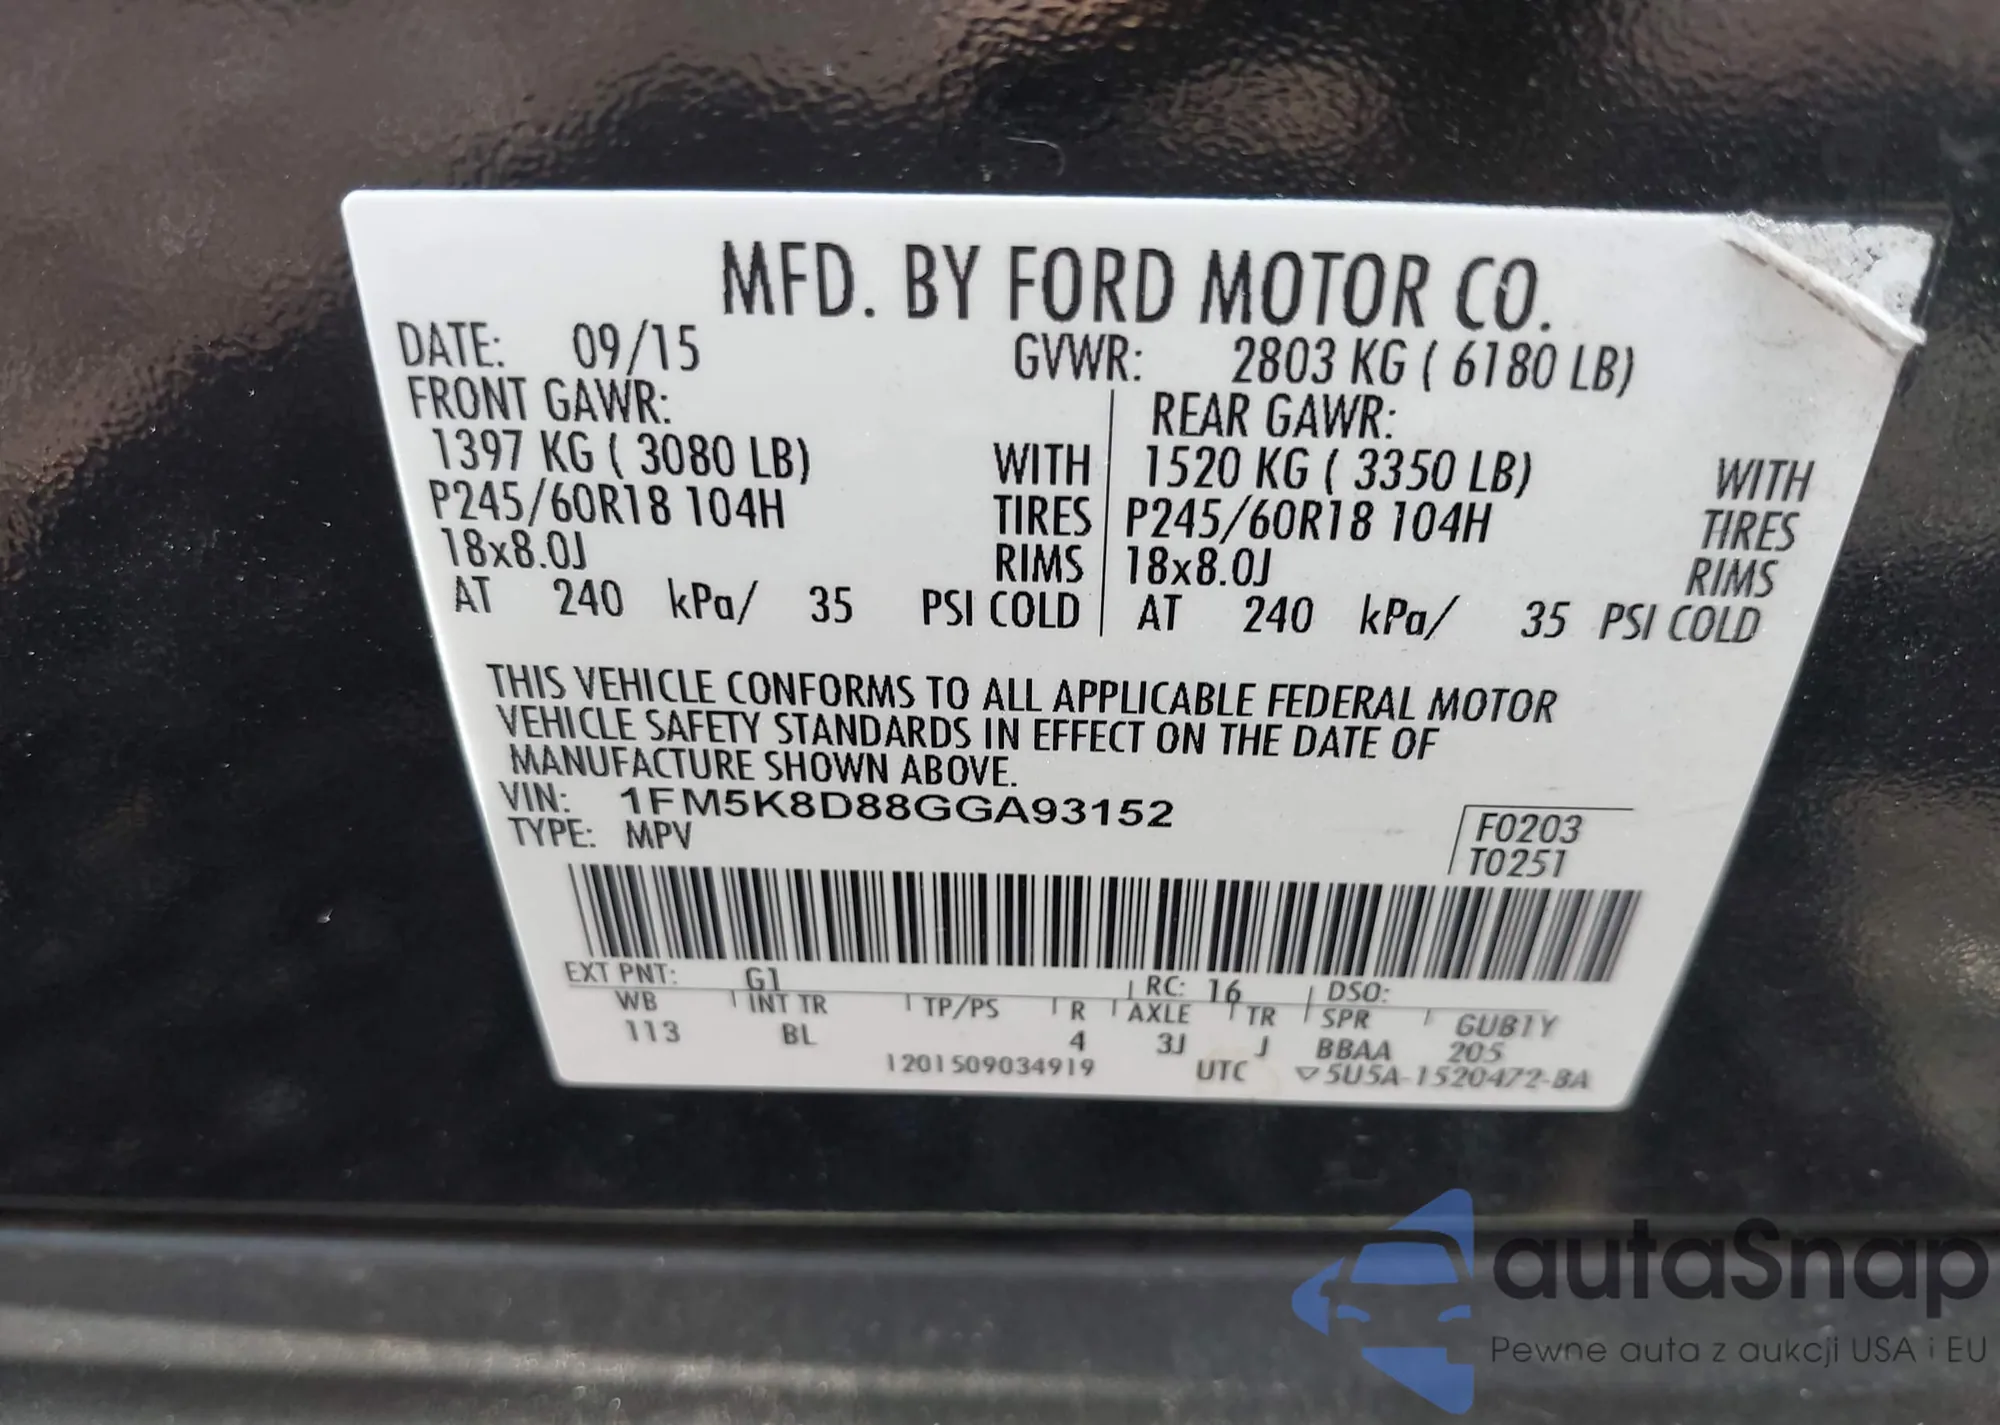 MFD. BY FORD MOTOR CO.
DATE: 09/15 GVWR: 2803 KG ( 6180 LB)
FRONT GAWR: REAR GAWR:
1397 KG ( 3080 LB) WITH 1520 KG ( 3350 LB) WITH
P245/60R18 104H TIRES P245/60R18 104H TIRES
18x8.0J RIMS 18x8.0J RIMS
AT 240 kPa/ 35 PSI COLD AT 240 kPa/ 35 PSI COLD
THIS VEHICLE CONFORMS TO ALL APPLICABLE FEDERAL MOTOR
VEHICLE SAFETY STANDARDS IN EFFECT ON THE DATE OF
MANUFACTURE SHOWN ABOVE.
VIN: 1FM5K8D88GGA93152
TYPE: MPV
F0203
T0251
EXT PNT: G1 RC: 16 DSO:
WB INT TR TP/PS R AXLE TR SPR GUB1Y
113 BL 4 3J J BBAA 205
1201509034919 UTC ▽5U5A-1520472-BA
autaSnap
Pewne auta z aukcji USA i EU